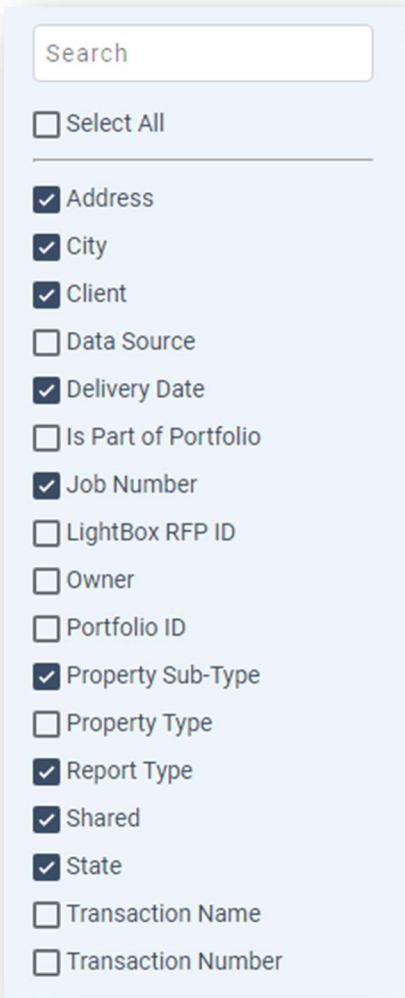 Search
Select All
Address
City
Client
Data Source
Delivery Date
Is Part of Portfolio
Job Number
LightBox RFP ID
Owner
Portfolio ID
Property Sub-Type
Property Type
Report Type
Shared
State
Transaction Name
Transaction Number